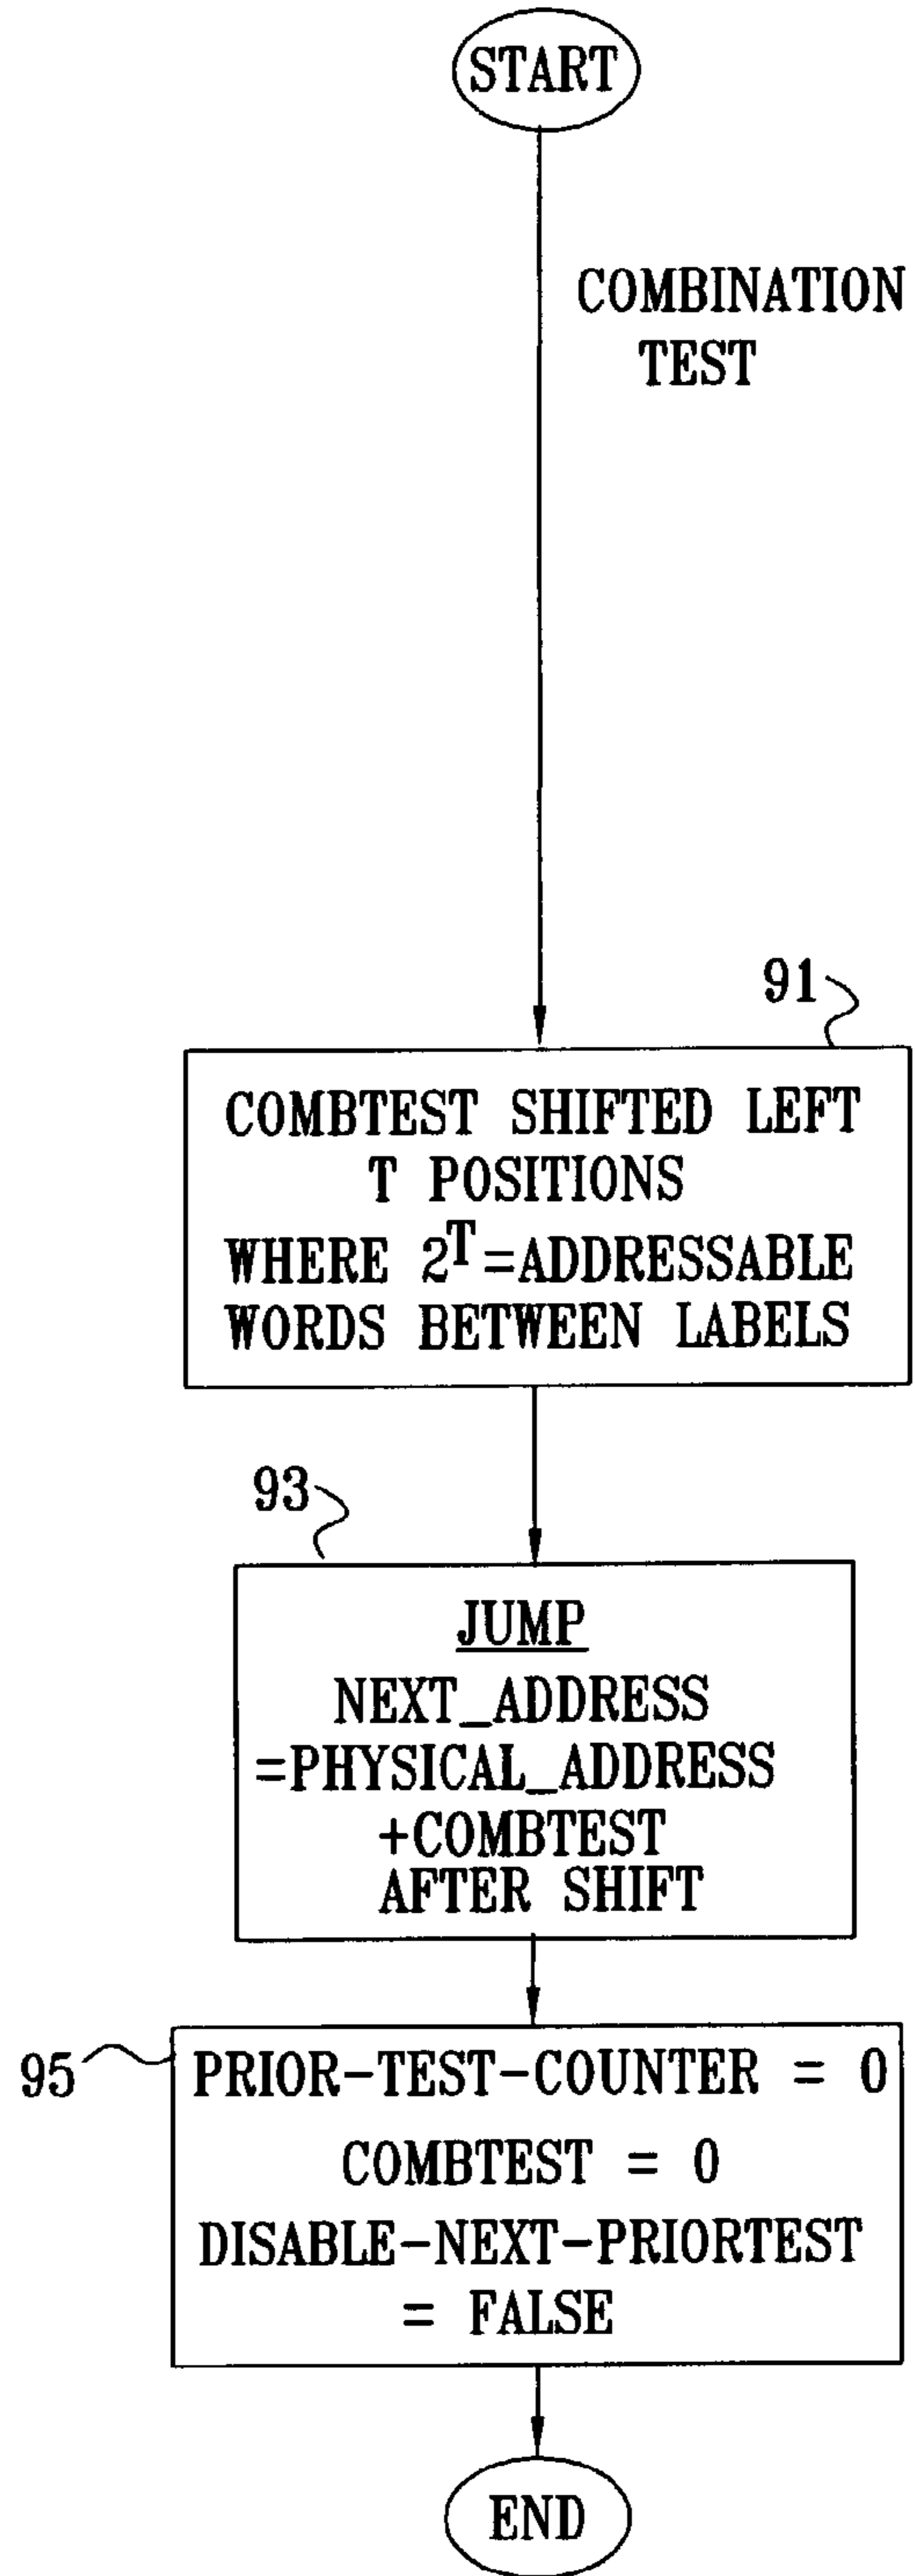 START
COMBINATION
TEST
91
COMBTEST SHIFTED LEFT
T POSITIONS
WHERE 2^T=ADDRESSABLE
WORDS BETWEEN LABELS
93
JUMP
NEXT_ADDRESS
=PHYSICAL_ADDRESS
+COMBTEST
AFTER SHIFT
95
PRIOR-TEST-COUNTER = 0
COMBTEST = 0
DISABLE-NEXT-PRIORTEST
= FALSE
END